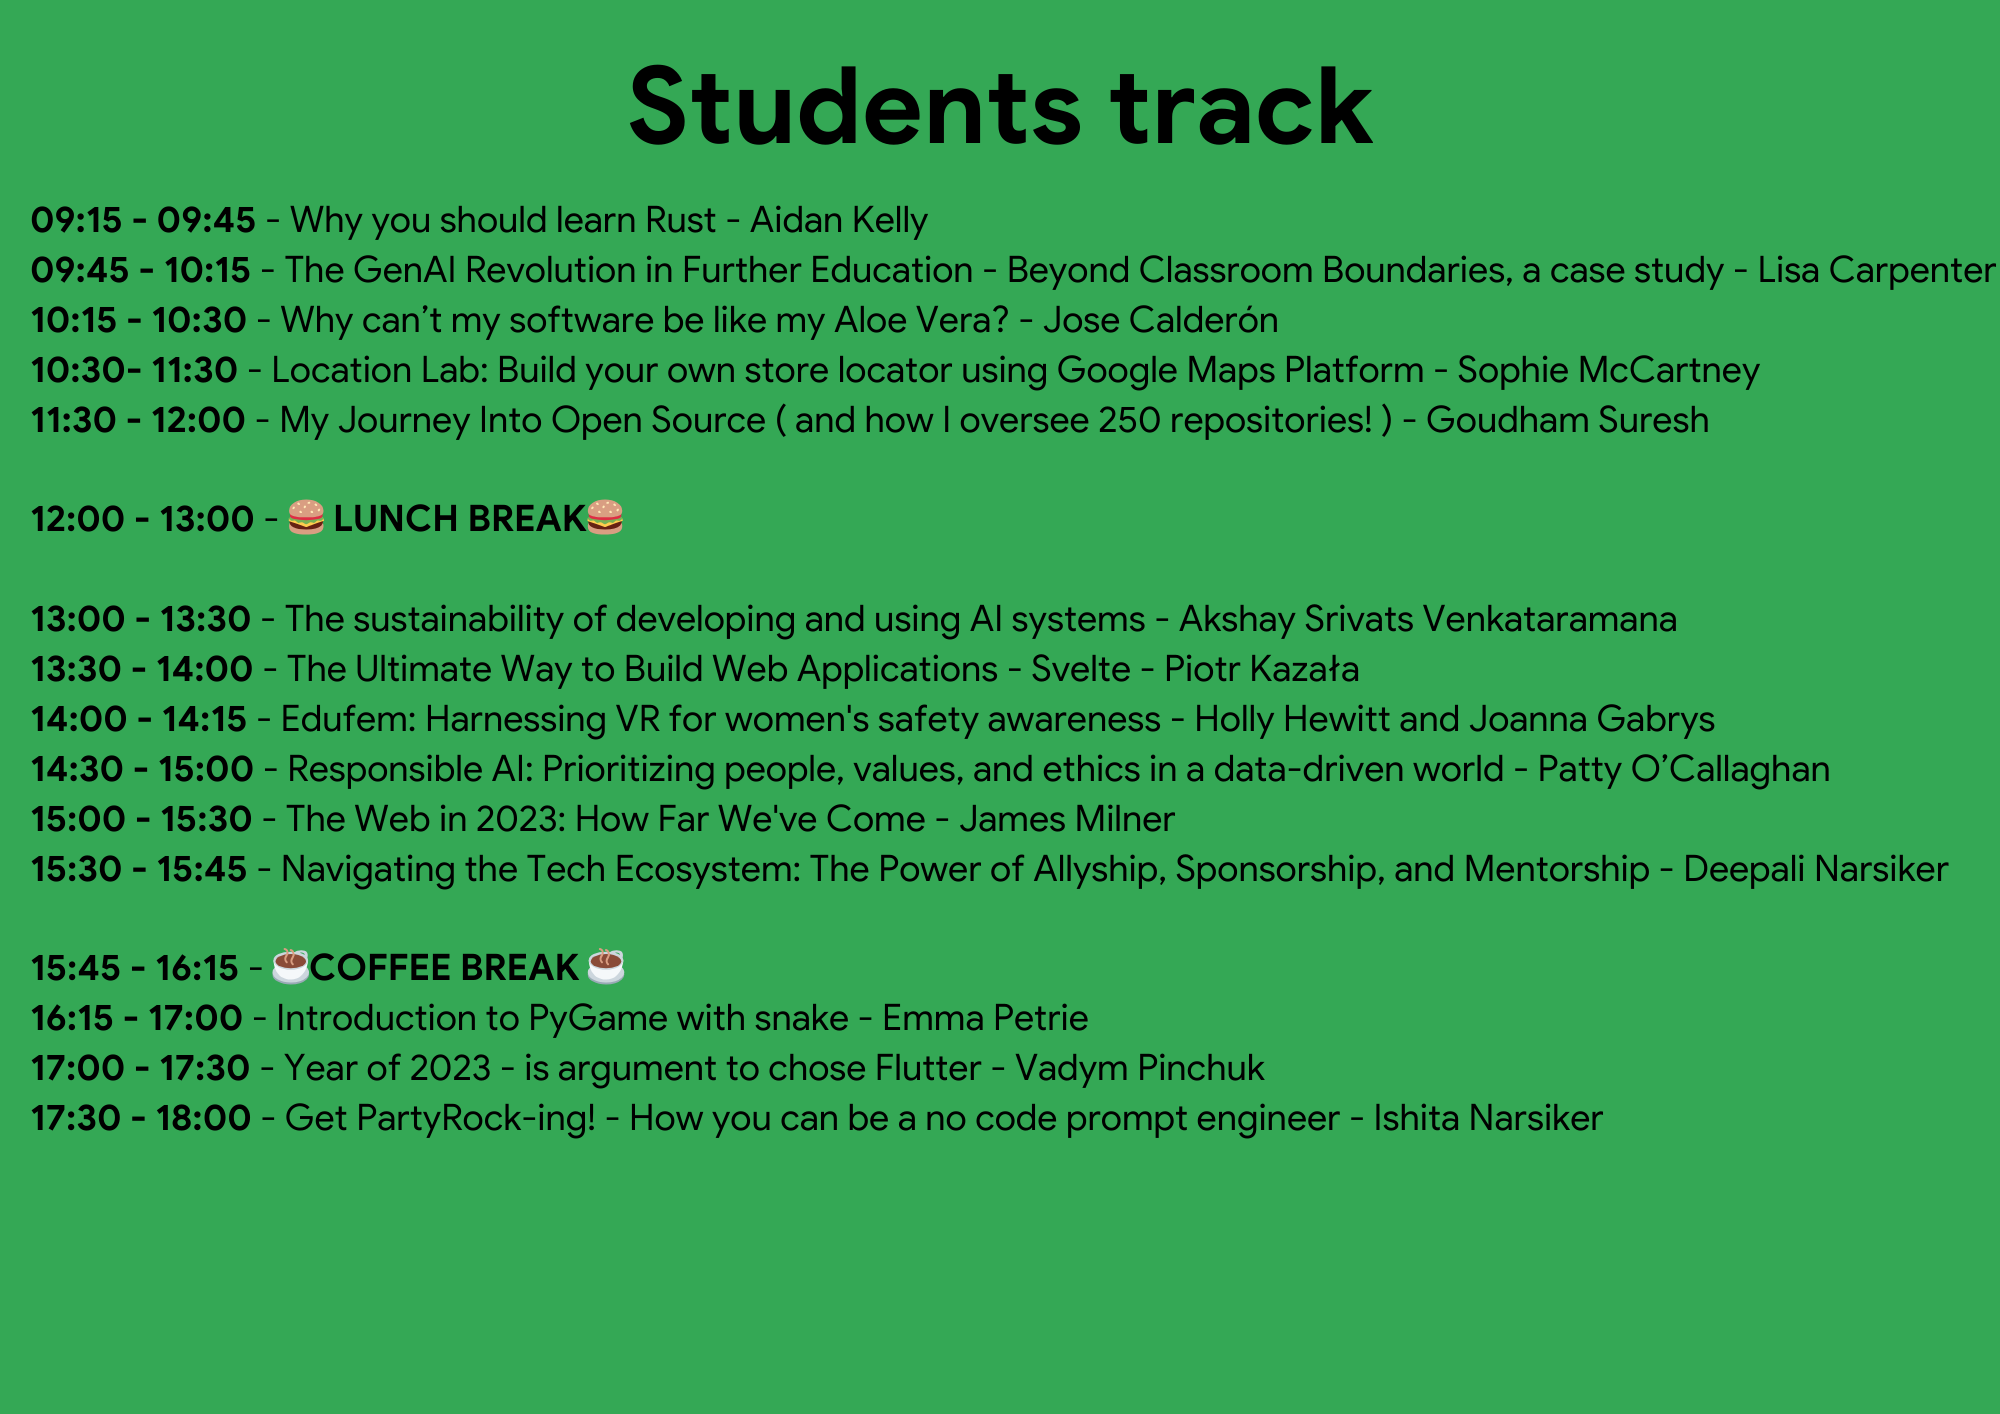 Students track
09:15 - 09:45 - Why you should learn Rust - Aidan Kelly
09:45 - 10:15 - The GenAI Revolution in Further Education - Beyond Classroom Boundaries, a case study - Lisa Carpenter
10:15 - 10:30 - Why can’t my software be like my Aloe Vera? - Jose Calderón
10:30- 11:30 - Location Lab: Build your own store locator using Google Maps Platform - Sophie McCartney
11:30 - 12:00 - My Journey Into Open Source ( and how I oversee 250 repositories! ) - Goudham Suresh
12:00 - 13:00 - 🍔 LUNCH BREAK🍔
13:00 - 13:30 - The sustainability of developing and using AI systems - Akshay Srivats Venkataramana
13:30 - 14:00 - The Ultimate Way to Build Web Applications - Svelte - Piotr Kazała
14:00 - 14:15 - Edufem: Harnessing VR for women's safety awareness - Holly Hewitt and Joanna Gabrys
14:30 - 15:00 - Responsible AI: Prioritizing people, values, and ethics in a data-driven world - Patty O’Callaghan
15:00 - 15:30 - The Web in 2023: How Far We've Come - James Milner
15:30 - 15:45 - Navigating the Tech Ecosystem: The Power of Allyship, Sponsorship, and Mentorship - Deepali Narsiker
15:45 - 16:15 - ☕COFFEE BREAK ☕
16:15 - 17:00 - Introduction to PyGame with snake - Emma Petrie
17:00 - 17:30 - Year of 2023 - is argument to chose Flutter - Vadym Pinchuk
17:30 - 18:00 - Get PartyRock-ing! - How you can be a no code prompt engineer - Ishita Narsiker